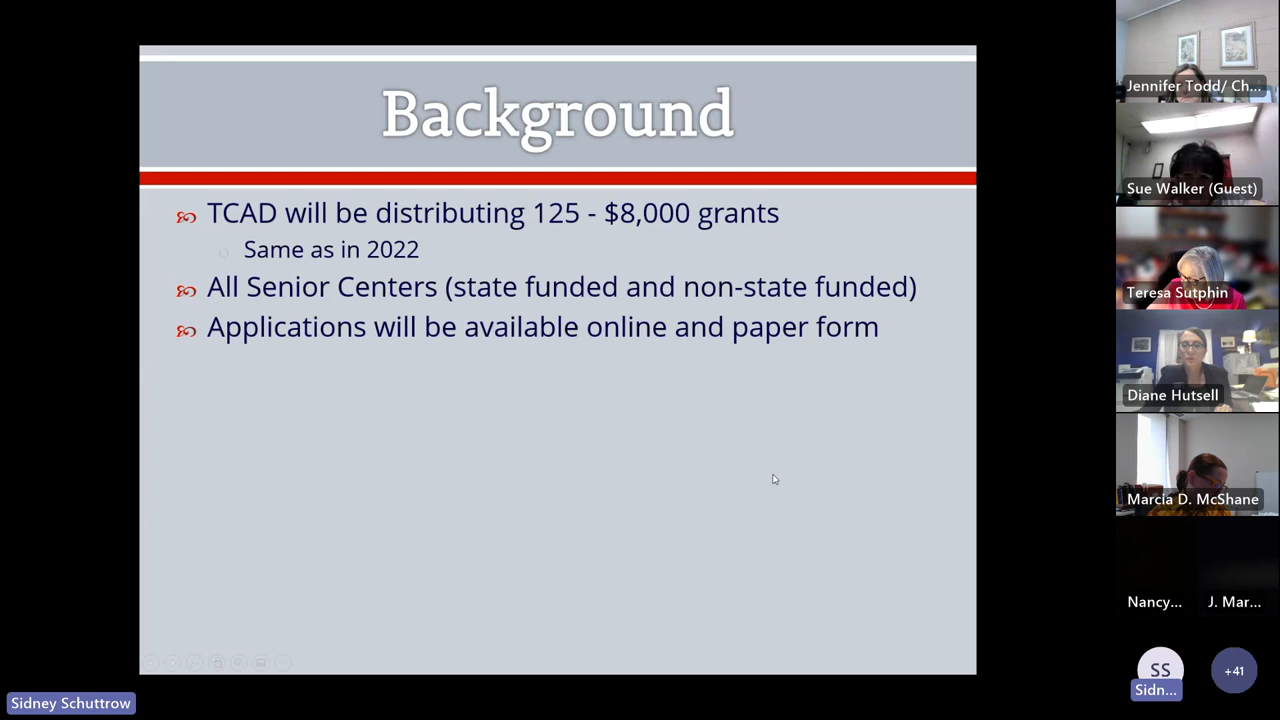 Background
TCAD will be distributing 125 - $8,000 grants
Same as in 2022
All Senior Centers (state funded and non-state funded)
Applications will be available online and paper form
Jennifer Todd/ Ch...
Sue Walker (Guest)
Teresa Sutphin
Diane Hutsell
Marcia D. McShane
Nancy...
J. Mar...
SS
+41
Sidn...
Sidney Schuttrow